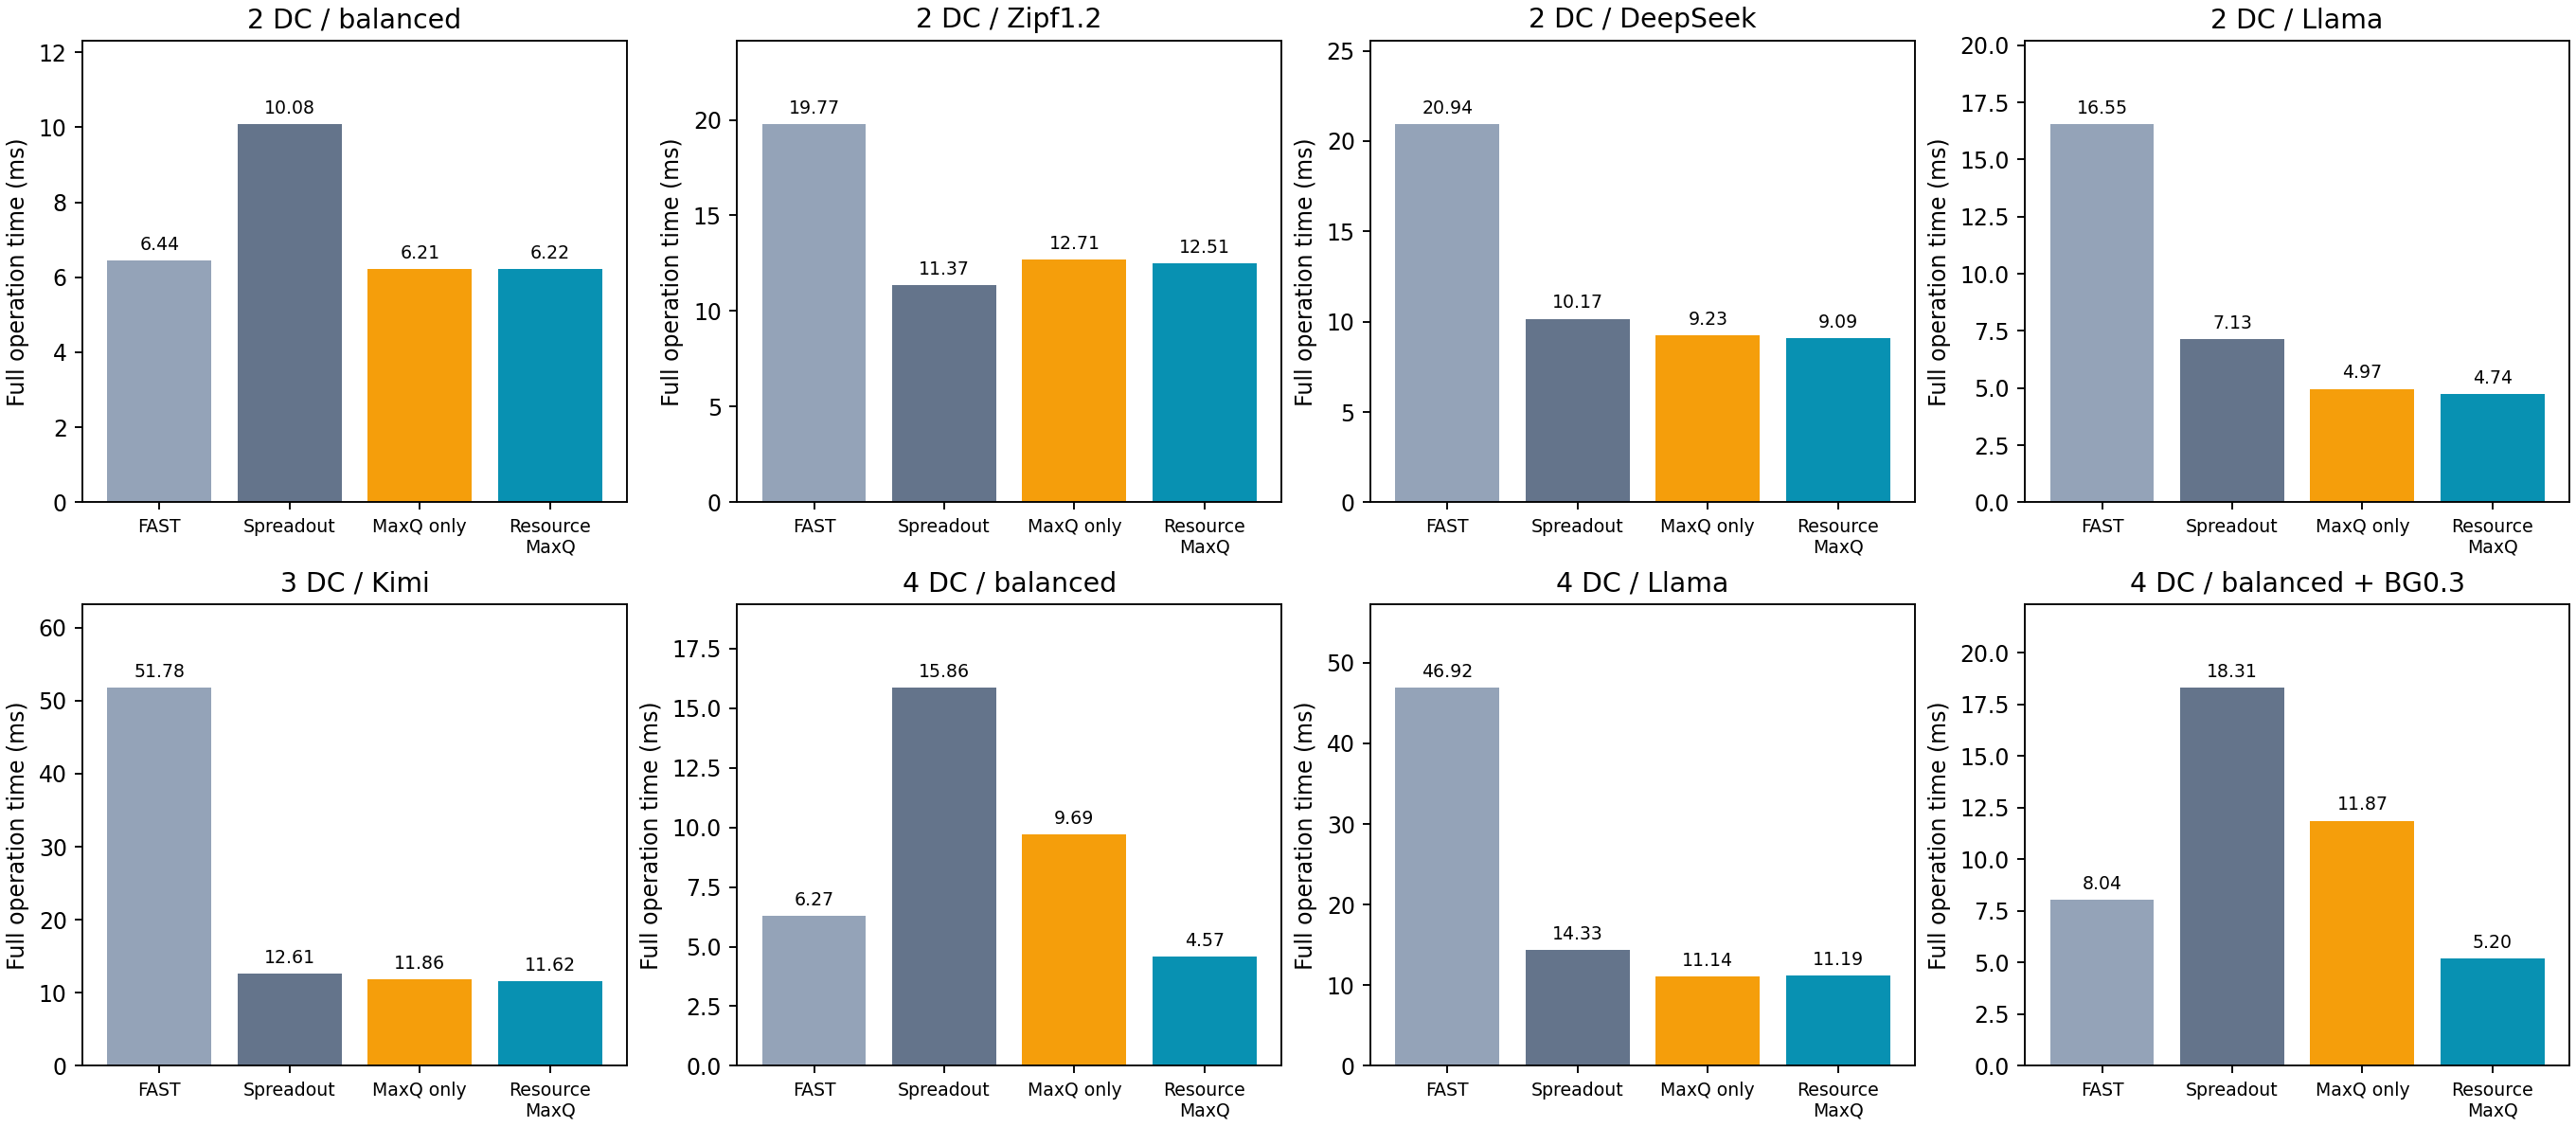 2 DC / balanced
Full operation time (ms)
12
10
8
6
4
2
0
6.44
10.08
6.21
6.22
FAST
Spreadout
MaxQ only
Resource
MaxQ
2 DC / Zipf1.2
Full operation time (ms)
20
15
10
5
0
19.77
11.37
12.71
12.51
FAST
Spreadout
MaxQ only
Resource
MaxQ
2 DC / DeepSeek
Full operation time (ms)
25
20
15
10
5
0
20.94
10.17
9.23
9.09
FAST
Spreadout
MaxQ only
Resource
MaxQ
2 DC / Llama
Full operation time (ms)
20.0
17.5
15.0
12.5
10.0
7.5
5.0
2.5
0.0
16.55
7.13
4.97
4.74
FAST
Spreadout
MaxQ only
Resource
MaxQ
3 DC / Kimi
Full operation time (ms)
60
50
40
30
20
10
0
51.78
12.61
11.86
11.62
FAST
Spreadout
MaxQ only
Resource
MaxQ
4 DC / balanced
Full operation time (ms)
17.5
15.0
12.5
10.0
7.5
5.0
2.5
0.0
6.27
15.86
9.69
4.57
FAST
Spreadout
MaxQ only
Resource
MaxQ
4 DC / Llama
Full operation time (ms)
50
40
30
20
10
0
46.92
14.33
11.14
11.19
FAST
Spreadout
MaxQ only
Resource
MaxQ
4 DC / balanced + BG0.3
Full operation time (ms)
20.0
17.5
15.0
12.5
10.0
7.5
5.0
2.5
0.0
8.04
18.31
11.87
5.20
FAST
Spreadout
MaxQ only
Resource
MaxQ